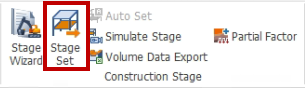 Stage
Wizard
Stage
Set
Auto Set
Simulate Stage
Partial Factor
Volume Data Export
Construction Stage